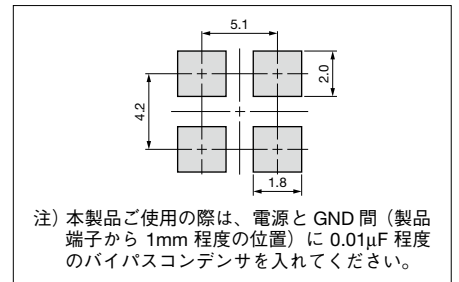 5.1
2.0
4.2
1.8
注）本製品ご使用の際は、電源と GND 間（製品
端子から 1mm 程度の位置）に 0.01μF 程度
のバイパスコンデンサを入れてください。